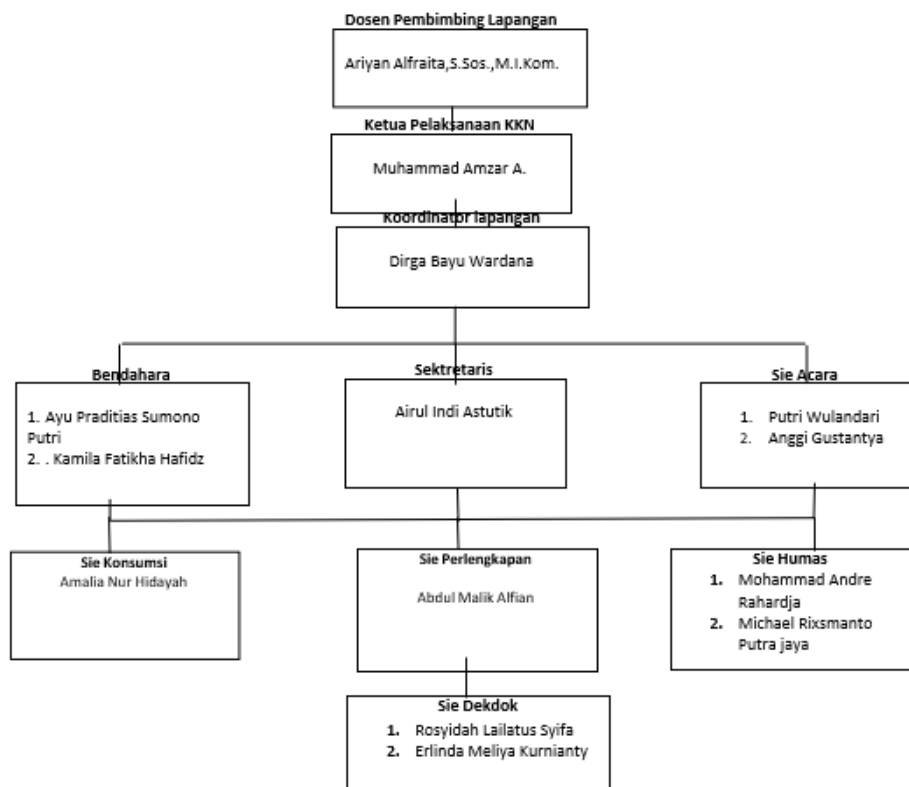 Dosen Pembimbing Lapangan
Ariyan Alfraita,S.Sos.,M.I.Kom.
Ketua Pelaksanaan KKN
Muhammad Amzar A.
Koordinator lapangan
Dirga Bayu Wardana
Bendahara
1. Ayu Praditias Sumono
Putri
2. . Kamila Fatikha Hafidz
Sektretaris
Airul Indi Astutik
Sie Acara
1. Putri Wulandari
2. Anggi Gustantya
Sie Konsumsi
Amalia Nur Hidayah
Sie Perlengkapan
Abdul Malik Alfian
Sie Humas
1. Mohammad Andre
Rahardja
2. Michael Rixsmanto
Putra jaya
Sie Dekdok
1. Rosyidah Lailatus Syifa
2. Erlinda Meliya Kurnianty